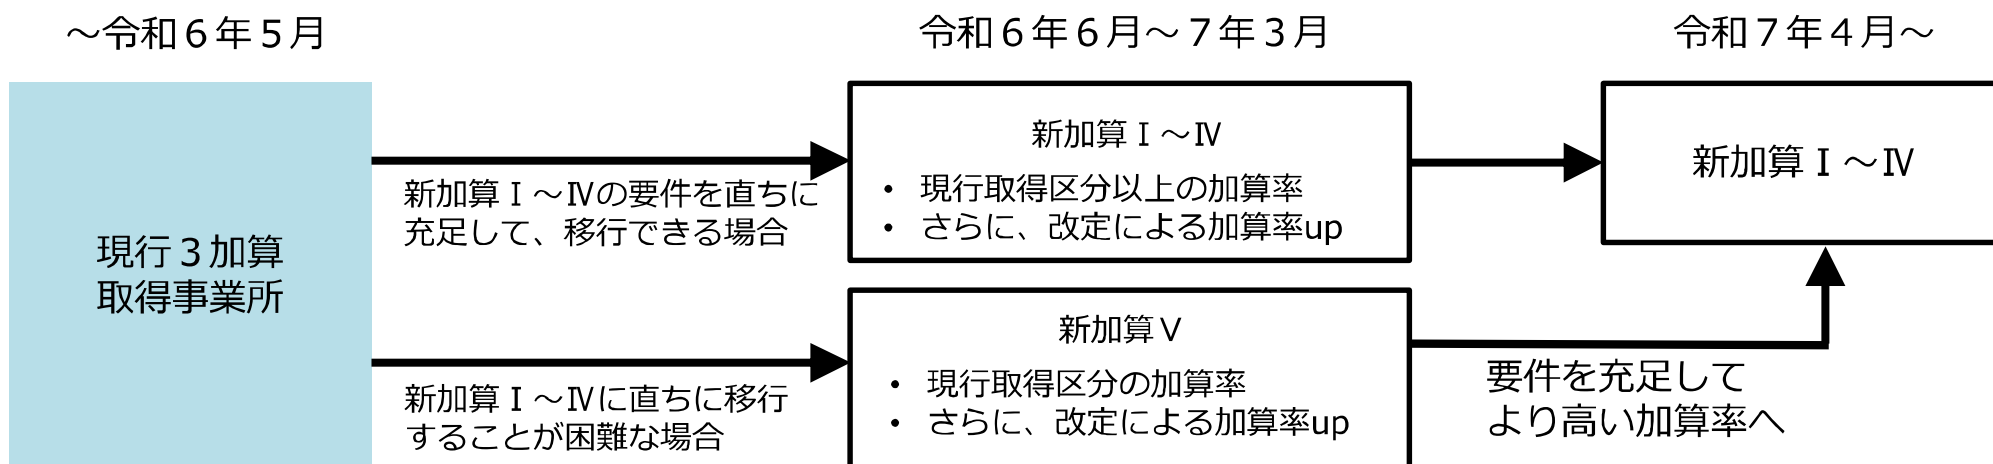 ～令和６年５月
令和６年６月～７年３月
令和７年４月～
現行３加算
取得事業所
新加算Ⅰ～Ⅳの要件を直ちに
充足して、移行できる場合
新加算Ⅰ～Ⅳに直ちに移行
することが困難な場合
新加算Ⅰ～Ⅳ
• 現行取得区分以上の加算率
• さらに、改定による加算率up
新加算Ⅴ
• 現行取得区分の加算率
• さらに、改定による加算率up
新加算Ⅰ～Ⅳ
要件を充足して
より高い加算率へ